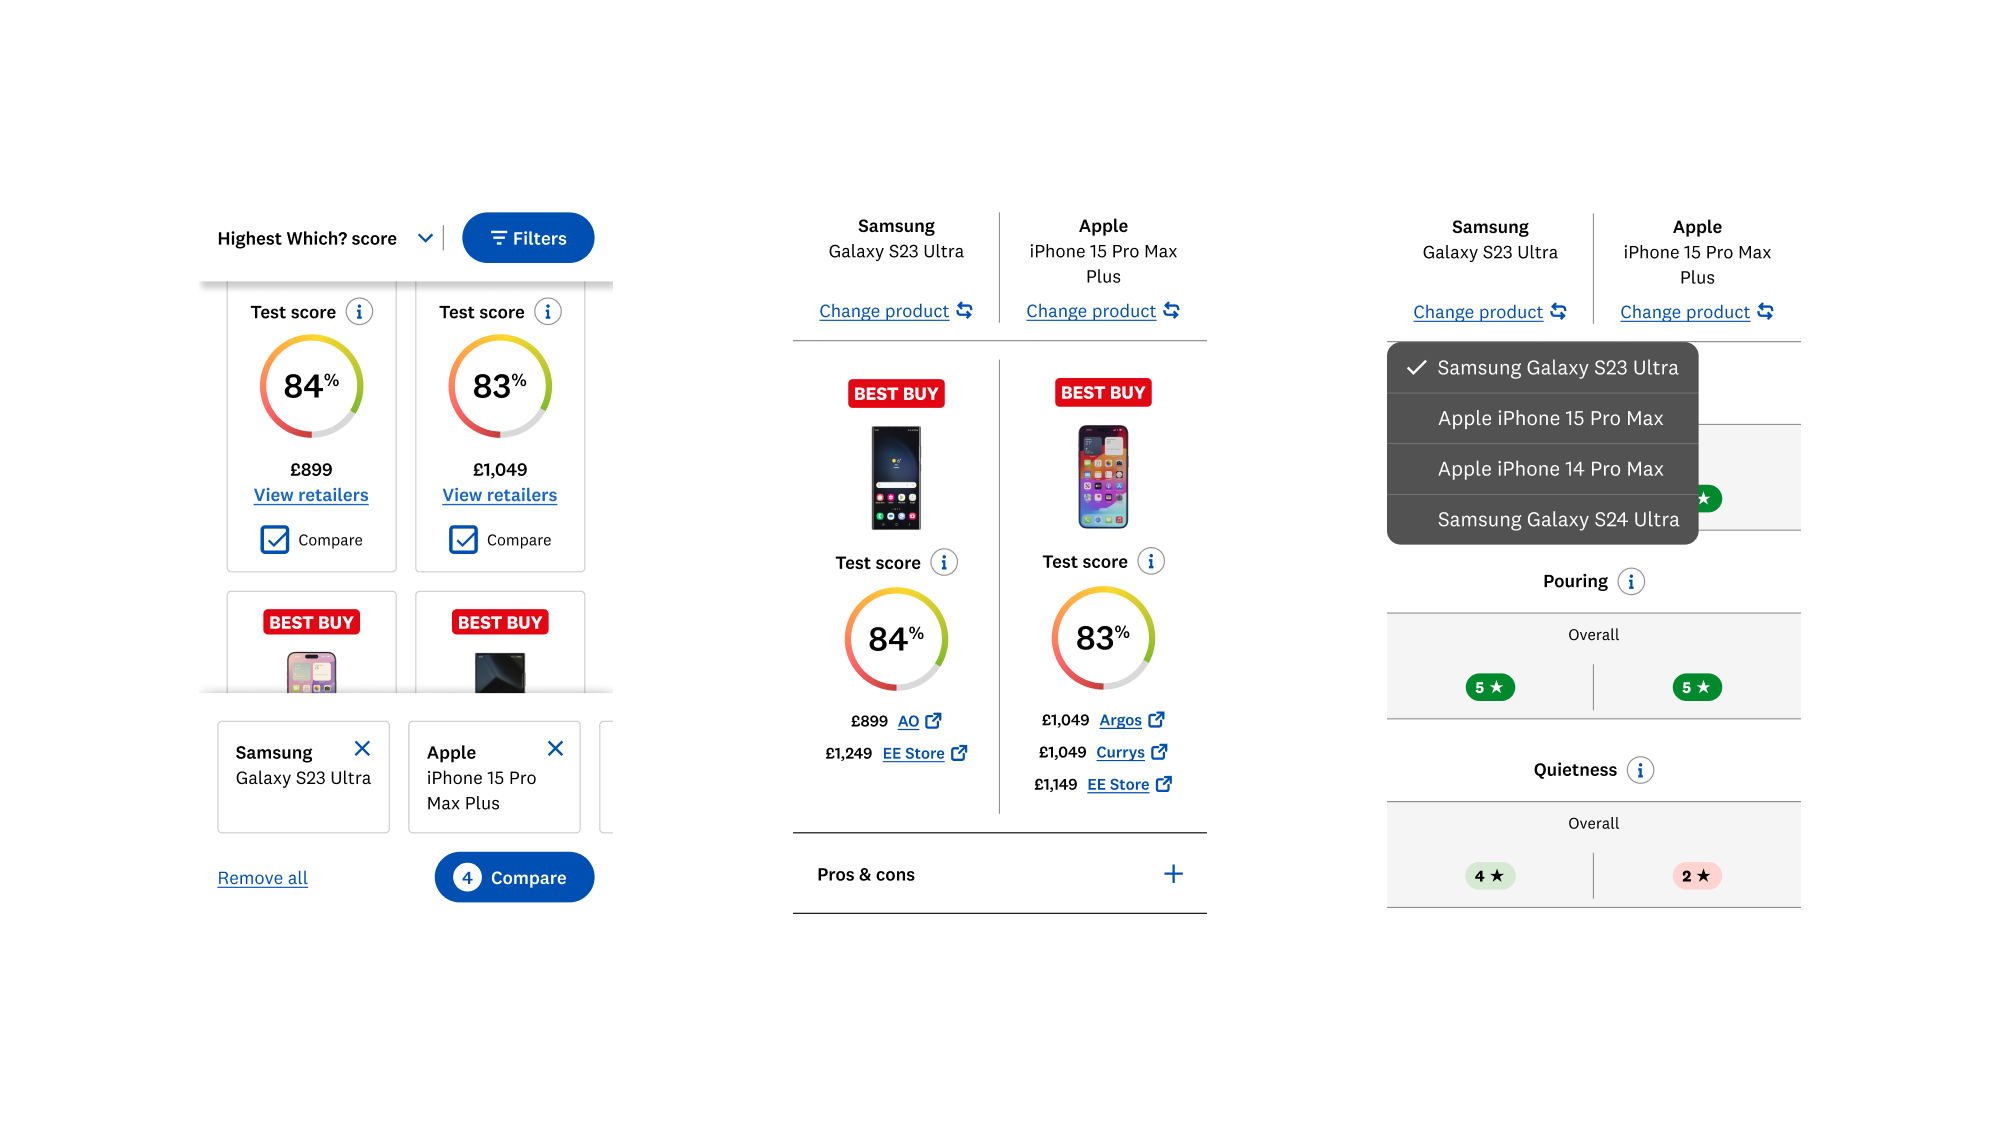 Highest Which? score
Filters
Test score
Test score
84%
83%
£899
£1,049
View retailers
View retailers
Compare
Compare
BEST BUY
BEST BUY
Samsung
Galaxy S23 Ultra
Apple
iPhone 15 Pro
Max Plus
Remove all
4 Compare
Samsung
Galaxy S23 Ultra
Change product
Apple
iPhone 15 Pro Max
Plus
Change product
BEST BUY
BEST BUY
Test score
Test score
84%
83%
£899 AO
£1,249 EE Store
£1,049 Argos
£1,049 Currys
£1,149 EE Store
Pros & cons
Samsung
Galaxy S23 Ultra
Change product
Apple
iPhone 15 Pro Max
Plus
Change product
Samsung Galaxy S23 Ultra
Apple iPhone 15 Pro Max
Apple iPhone 14 Pro Max
Samsung Galaxy S24 Ultra
Pouring
Overall
5 ★
5 ★
Quietness
Overall
4 ★
2 ★